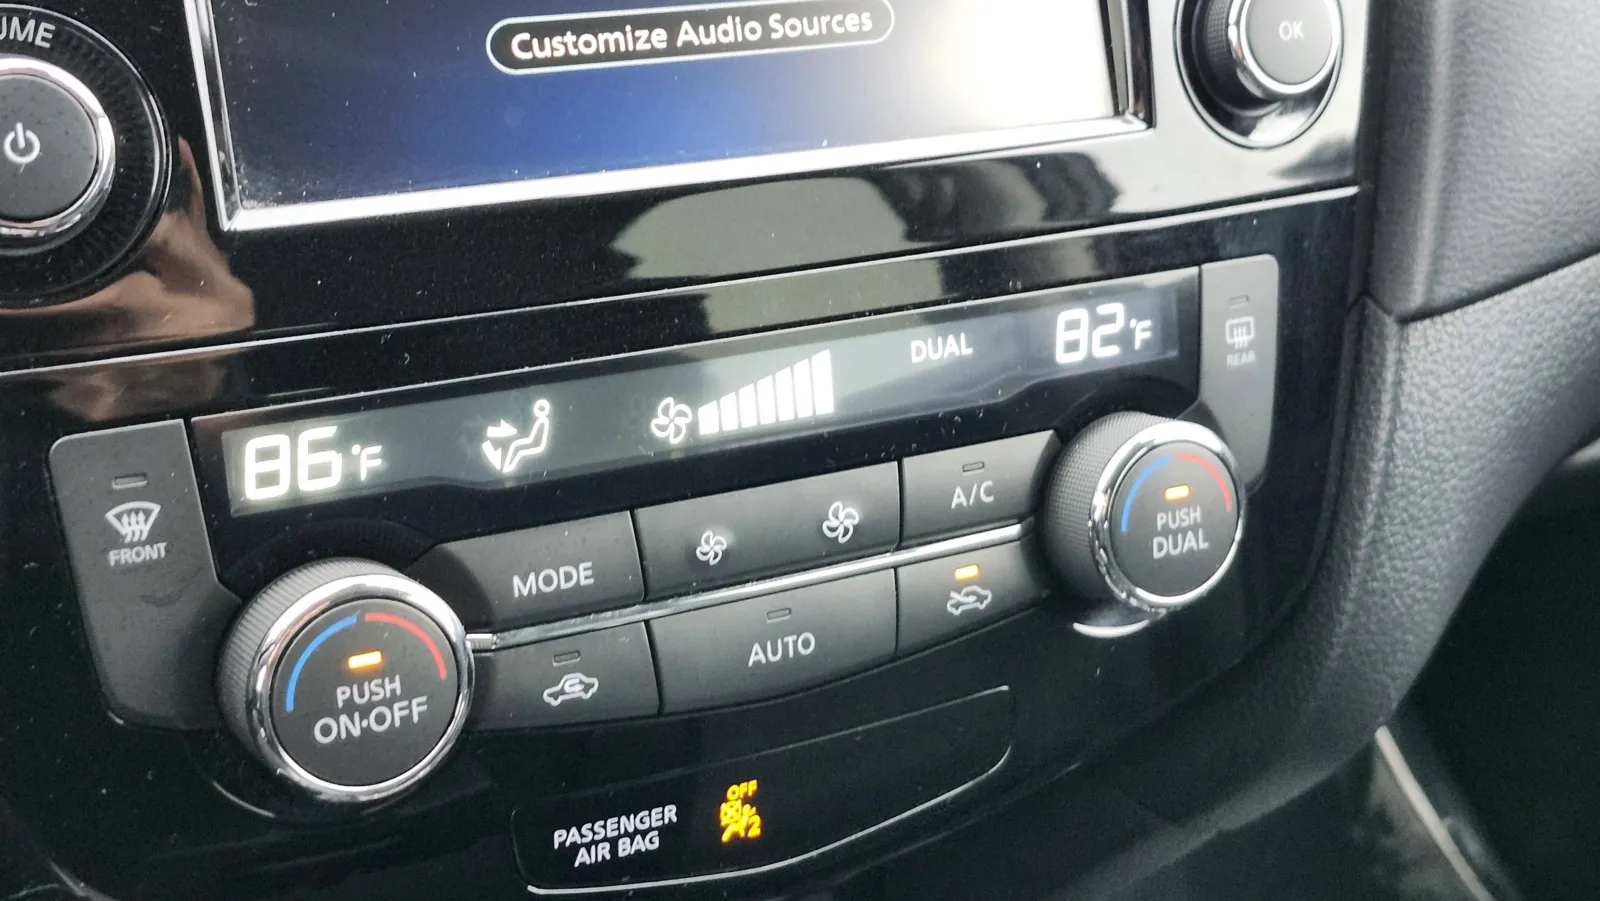 UME
Customize Audio Sources
OK
86°F
DUAL
82°F
REAR
FRONT
MODE
A/C
PUSH
DUAL
PUSH
ON·OFF
AUTO
PASSENGER
AIR BAG
OFF
2